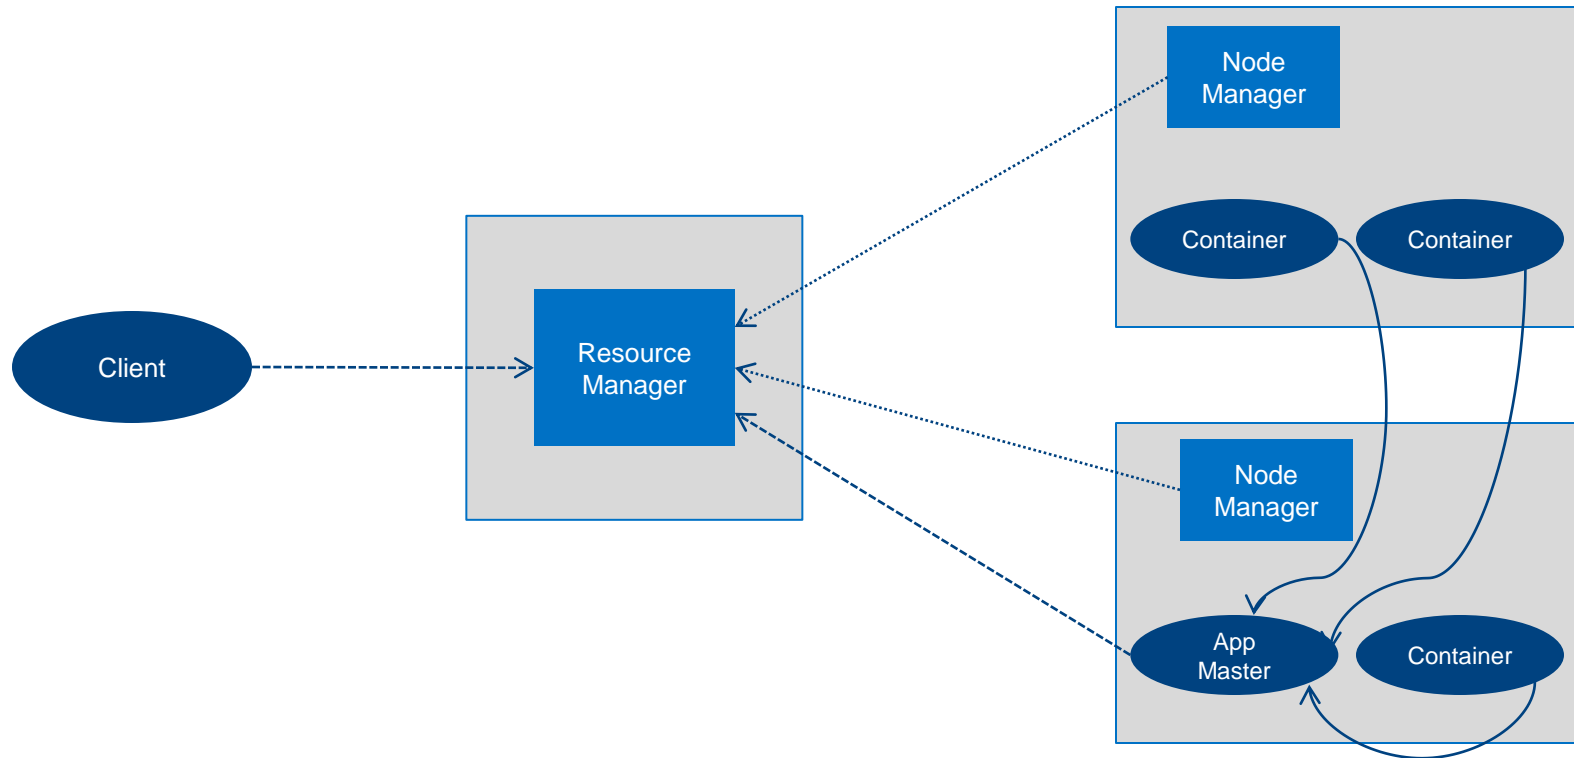 Node
Manager
Container
Container
Client
Resource
Manager
Node
Manager
App
Master
Container